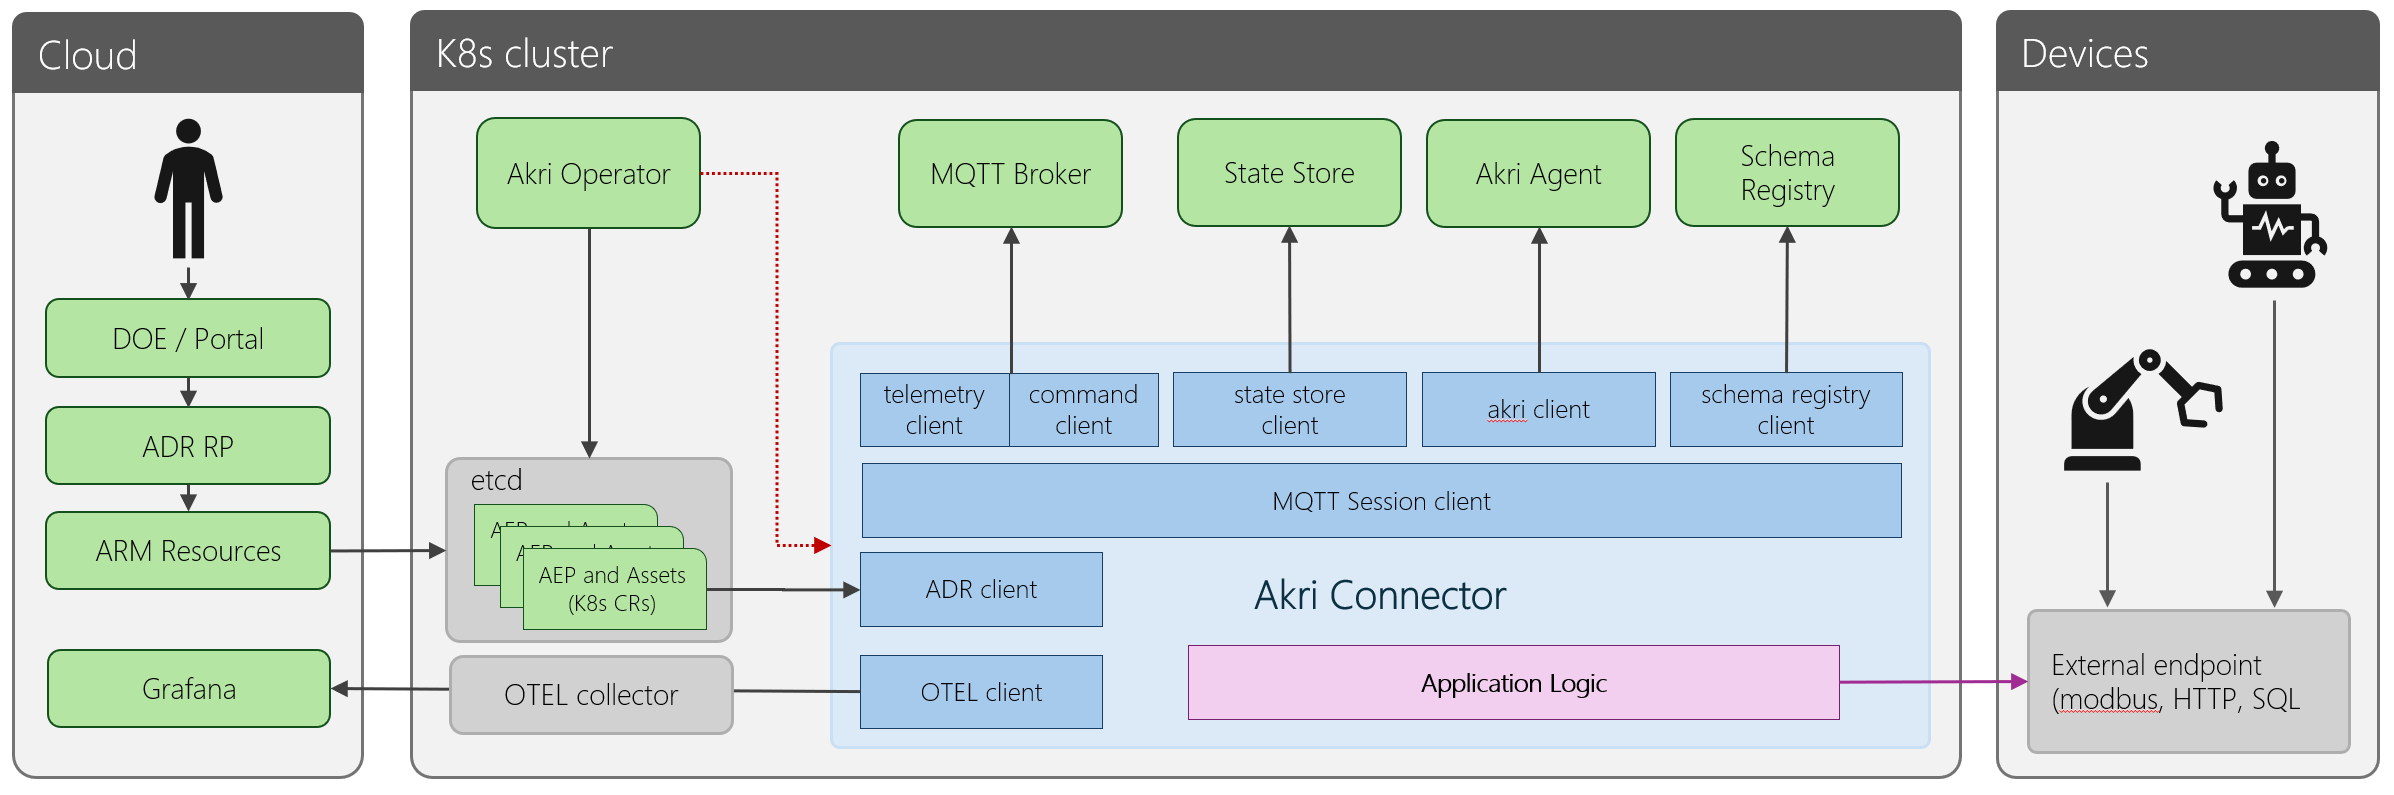 Cloud
DOE / Portal
ADR RP
ARM Resources
Grafana
K8s cluster
Akri Operator
MQTT Broker
State Store
Akri Agent
Schema
Registry
etcd
AEP and Assets
(K8s CRs)
OTEL collector
telemetry
client
command
client
state store
client
akri client
schema registry
client
MQTT Session client
ADR client
Akri Connector
OTEL client
Application Logic
Devices
External endpoint
(modbus, HTTP, SQL